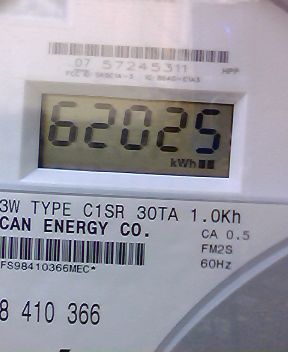 07 57245311
HPP
62025
kWh
3W TYPE C1SR 30TA 1.0Kh
CAN ENERGY CO.
CA 0.5
FM2S
FS98410366MEC*
60Hz
8 410 366